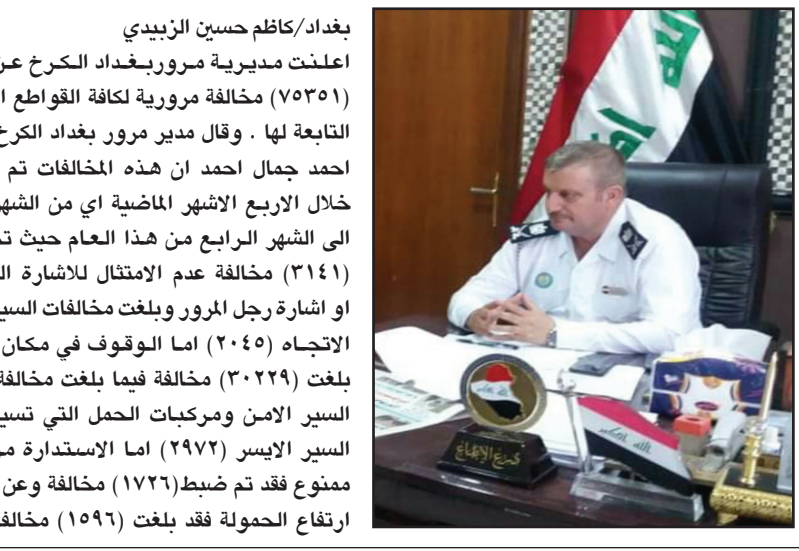 بغداد/كاظم حسين الزبيدي
اعلنت مديرية مروربغداد الكرخ عن
(٧٥٣٥١) مخالفة مرورية لكافة القواطع
التابعة لها . وقال مدير مرور بغداد الكرخ
احمد جمال احمد ان هذه المخالفات تم
خلال الاربع الاشهر الماضية اي من الشهر
الى الشهر الرابع من هذا العام حيث
(٣١٤١) مخالفة عدم الامتثال للاشارة
او اشارة رجل المرور وبلغت مخالفات
الاتجاه (٢٠٤٥) اما الوقوف في مكان
بلغت (٣٠٢٢٩) مخالفة فيما بلغت مخالفة
السير الامن ومركبات الحمل التي
السير الايسر (٢٩٧٢) اما الاستدارة
ممنوع فقد تم ضبط(١٧٢٦) مخالفة وعن
ارتفاع الحمولة فقد بلغت (١٥٩٦)
الله اكبر